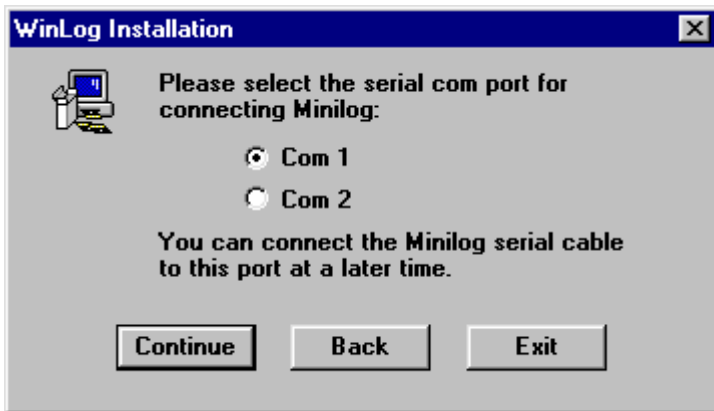 WinLog Installation
Please select the serial com port for
connecting Minilog:
Com 1
Com 2
You can connect the Minilog serial cable
to this port at a later time.
Continue Back Exit